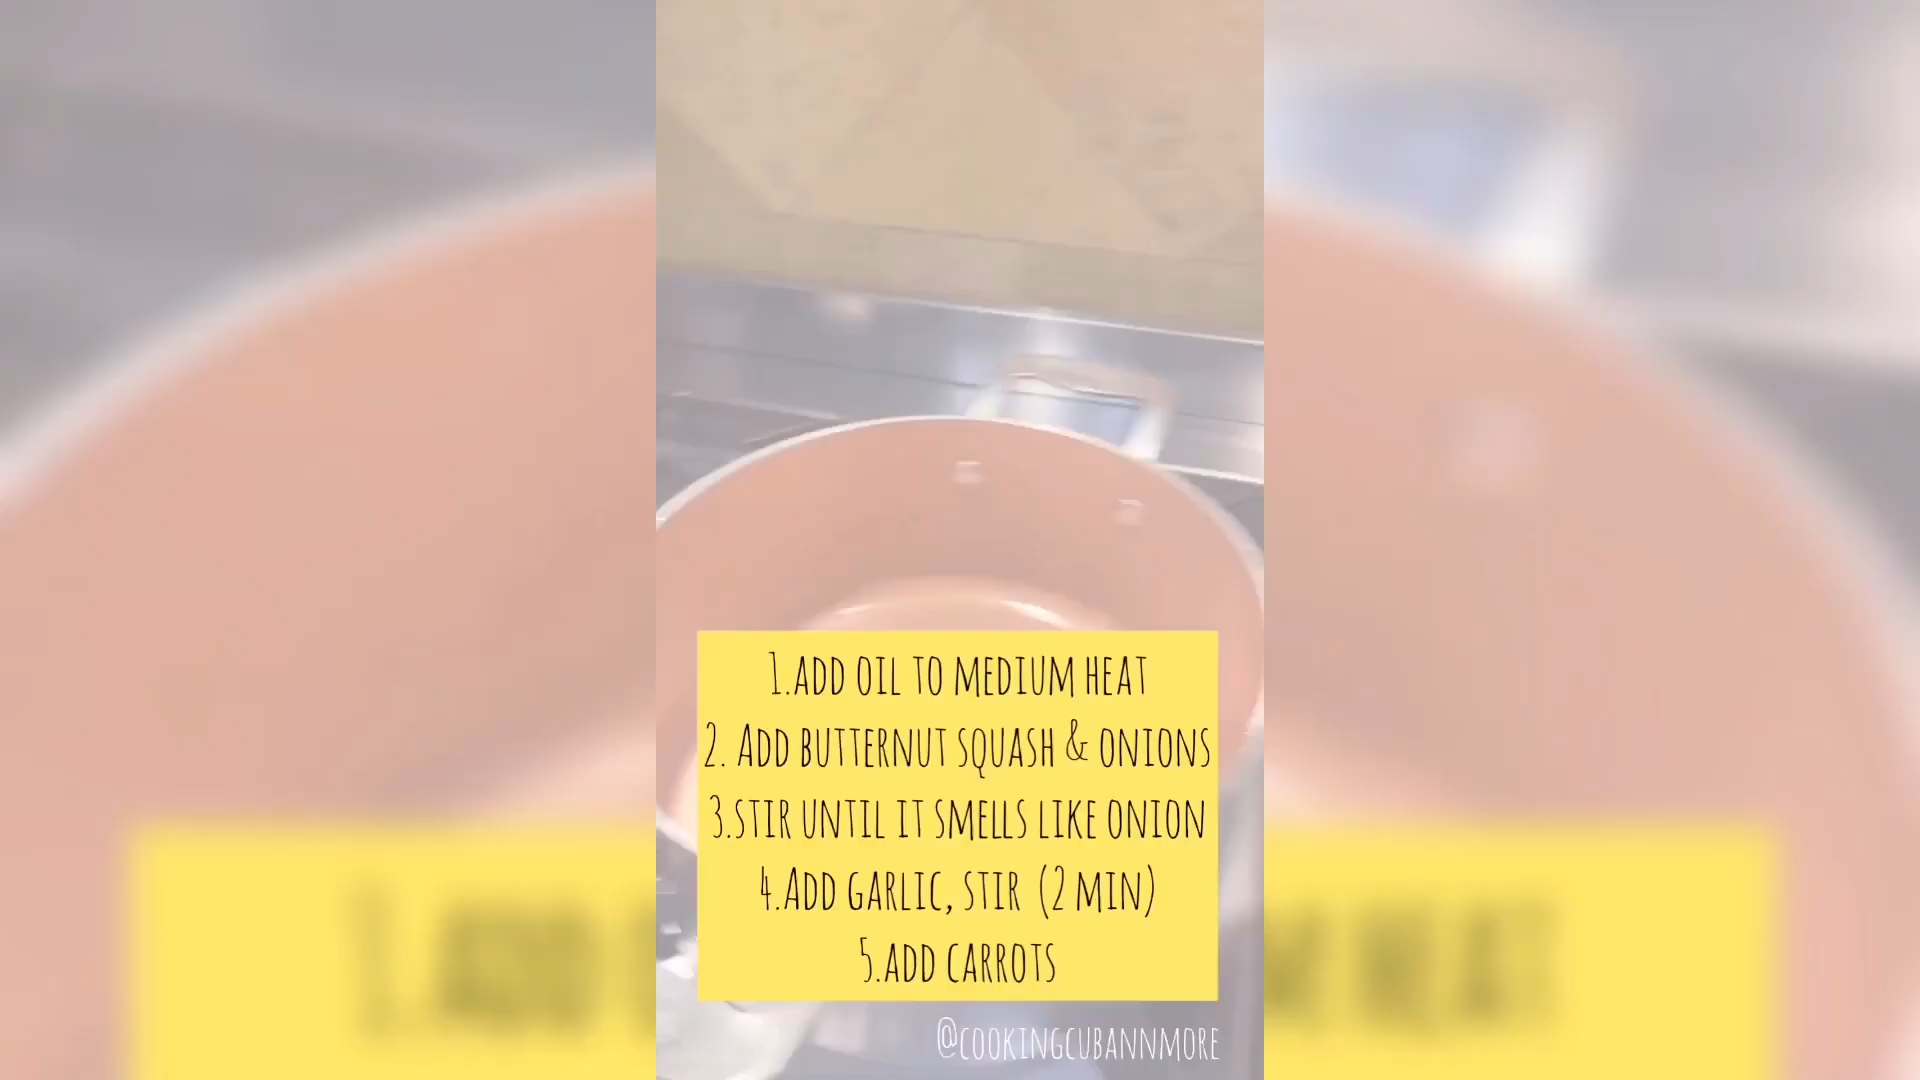 1.ADD OIL TO MEDIUM HEAT
2. ADD BUTTERNUT SQUASH & ONIONS
3.STIR UNTIL IT SMELLS LIKE ONION
4.ADD GARLIC, STIR (2 MIN)
5.ADD CARROTS
@COOKINGCUBANNMORE